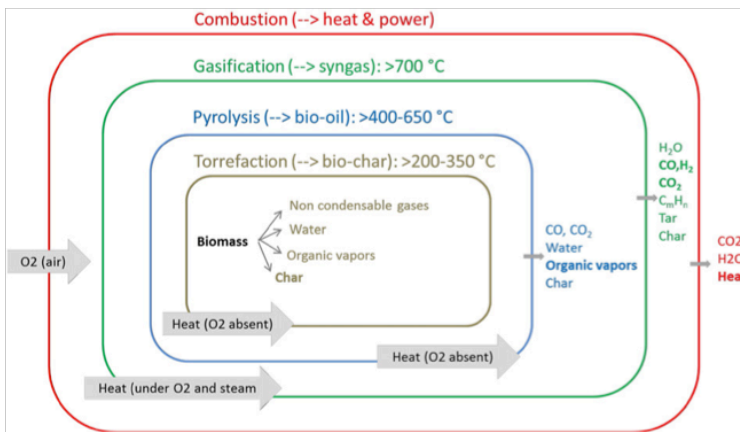 Combustion (--> heat & power)
Gasification (--> syngas): >700 °C
Pyrolysis (--> bio-oil): >400-650 °C
Torrefaction (--> bio-char): >200-350 °C
Biomass
Non condensable gases
Water
Organic vapors
Char
O2 (air)
Heat (O2 absent)
Heat (O2 absent)
Heat (under O2 and steam
CO, CO₂
Water
Organic vapors
Char
H₂O
CO,H₂
CO₂
CₘHₙ
Tar
Char
CO2
H2O
Hea